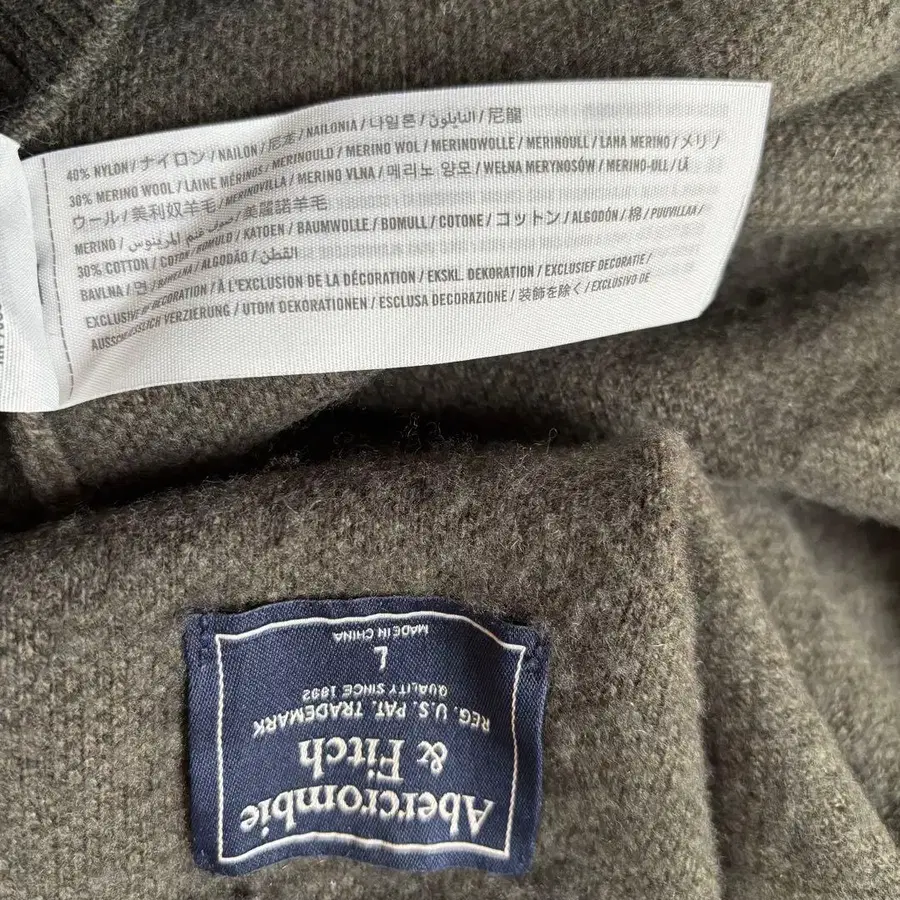 40% NYLON / ナイロン / NAILON / 尼龙 / NAILONIA / 나일론 / النايلون / 尼龍
30% MERINO WOOL / LAINE MÉRINOS / MERINOULD / MERINO WOL / MERINOWOLLE / MERINOULL / LANA MERINO / メリノ
ウール / 美利奴羊毛 / MERINOVILLA / MERINO VLNA / 메리노 양모 / WEŁNA MERYNOSÓW / MERINO-ULL / LÃ
MERINO / صوف غنم المرينوس / 美麗諾羊毛
30% COTTON / COTON / BOMULD / KATOEN / BAUMWOLLE / BOMULL / COTONE / コットン / ALGODÓN / 棉 / PUUVILLAA /
BAVLNA / 면 / BAWEŁNA / ALGODÃO / القطن
EXCLUSIVE OF DECORATION / À L'EXCLUSION DE LA DÉCORATION / EKSKL. DEKORATION / EXCLUSIEF DECORATIE /
AUSSCHLIESSLICH VERZIERUNG / UTOM DEKORATIONEN / ESCLUSA DECORAZIONE / 装飾を除く / EXCLUSIVO DE
Abercrombie
& Fitch
REG. U.S. PAT. TRADEMARK
QUALITY SINCE 1892
L
MADE IN CHINA